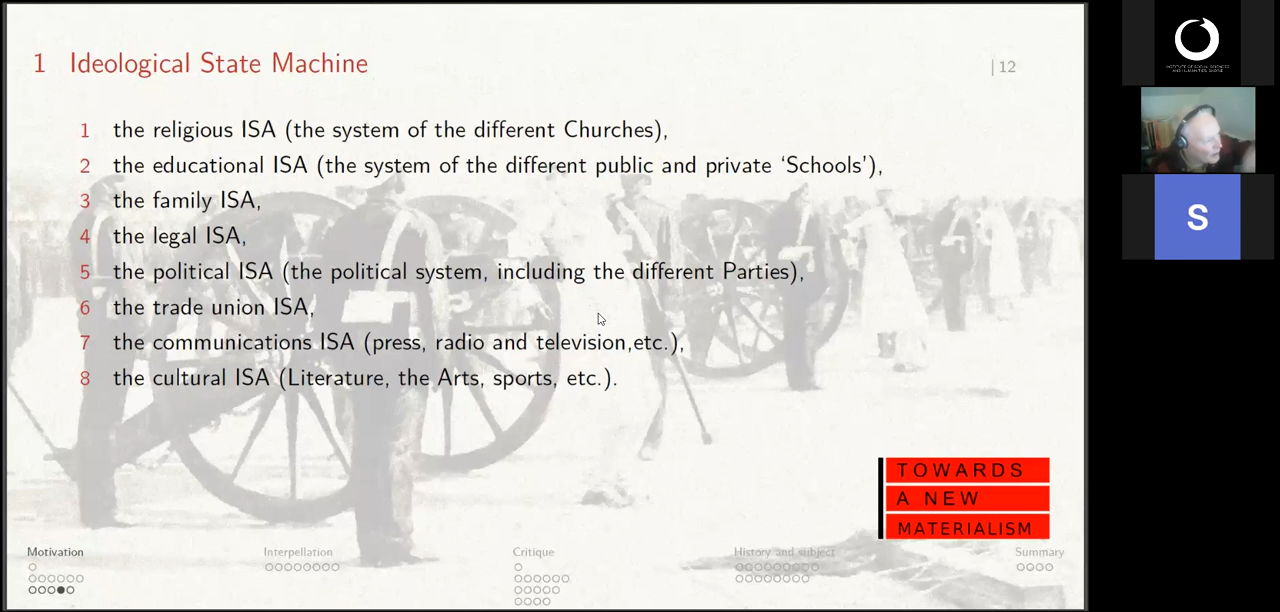 1 Ideological State Machine
| 12
1 the religious ISA (the system of the different Churches),
2 the educational ISA (the system of the different public and private ‘Schools’),
3 the family ISA,
4 the legal ISA,
5 the political ISA (the political system, including the different Parties),
6 the trade union ISA,
7 the communications ISA (press, radio and television,etc.),
8 the cultural ISA (Literature, the Arts, sports, etc.).
TOWARDS
A NEW
MATERIALISM
Motivation
Interpellation
Critique
History and subject
Summary
INSTITUTE OF SOCIAL SCIENCES
S